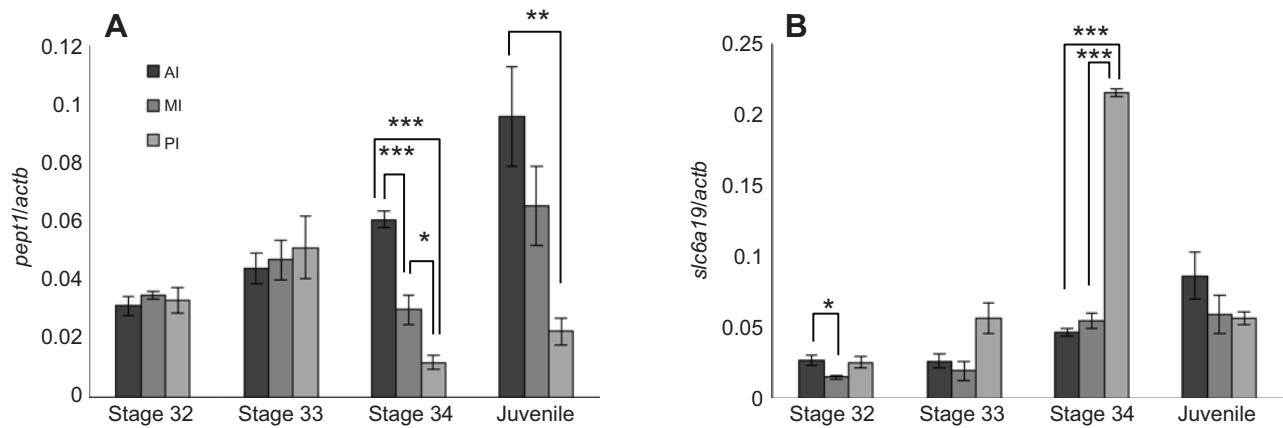 A
pept1/actb
0.12
0.1
0.08
0.06
0.04
0.02
0
AI
MI
PI
***
***
*
**
Stage 32
Stage 33
Stage 34
Juvenile
B
slc6a19/actb
0.25
0.2
0.15
0.1
0.05
0
*
***
***
Stage 32
Stage 33
Stage 34
Juvenile